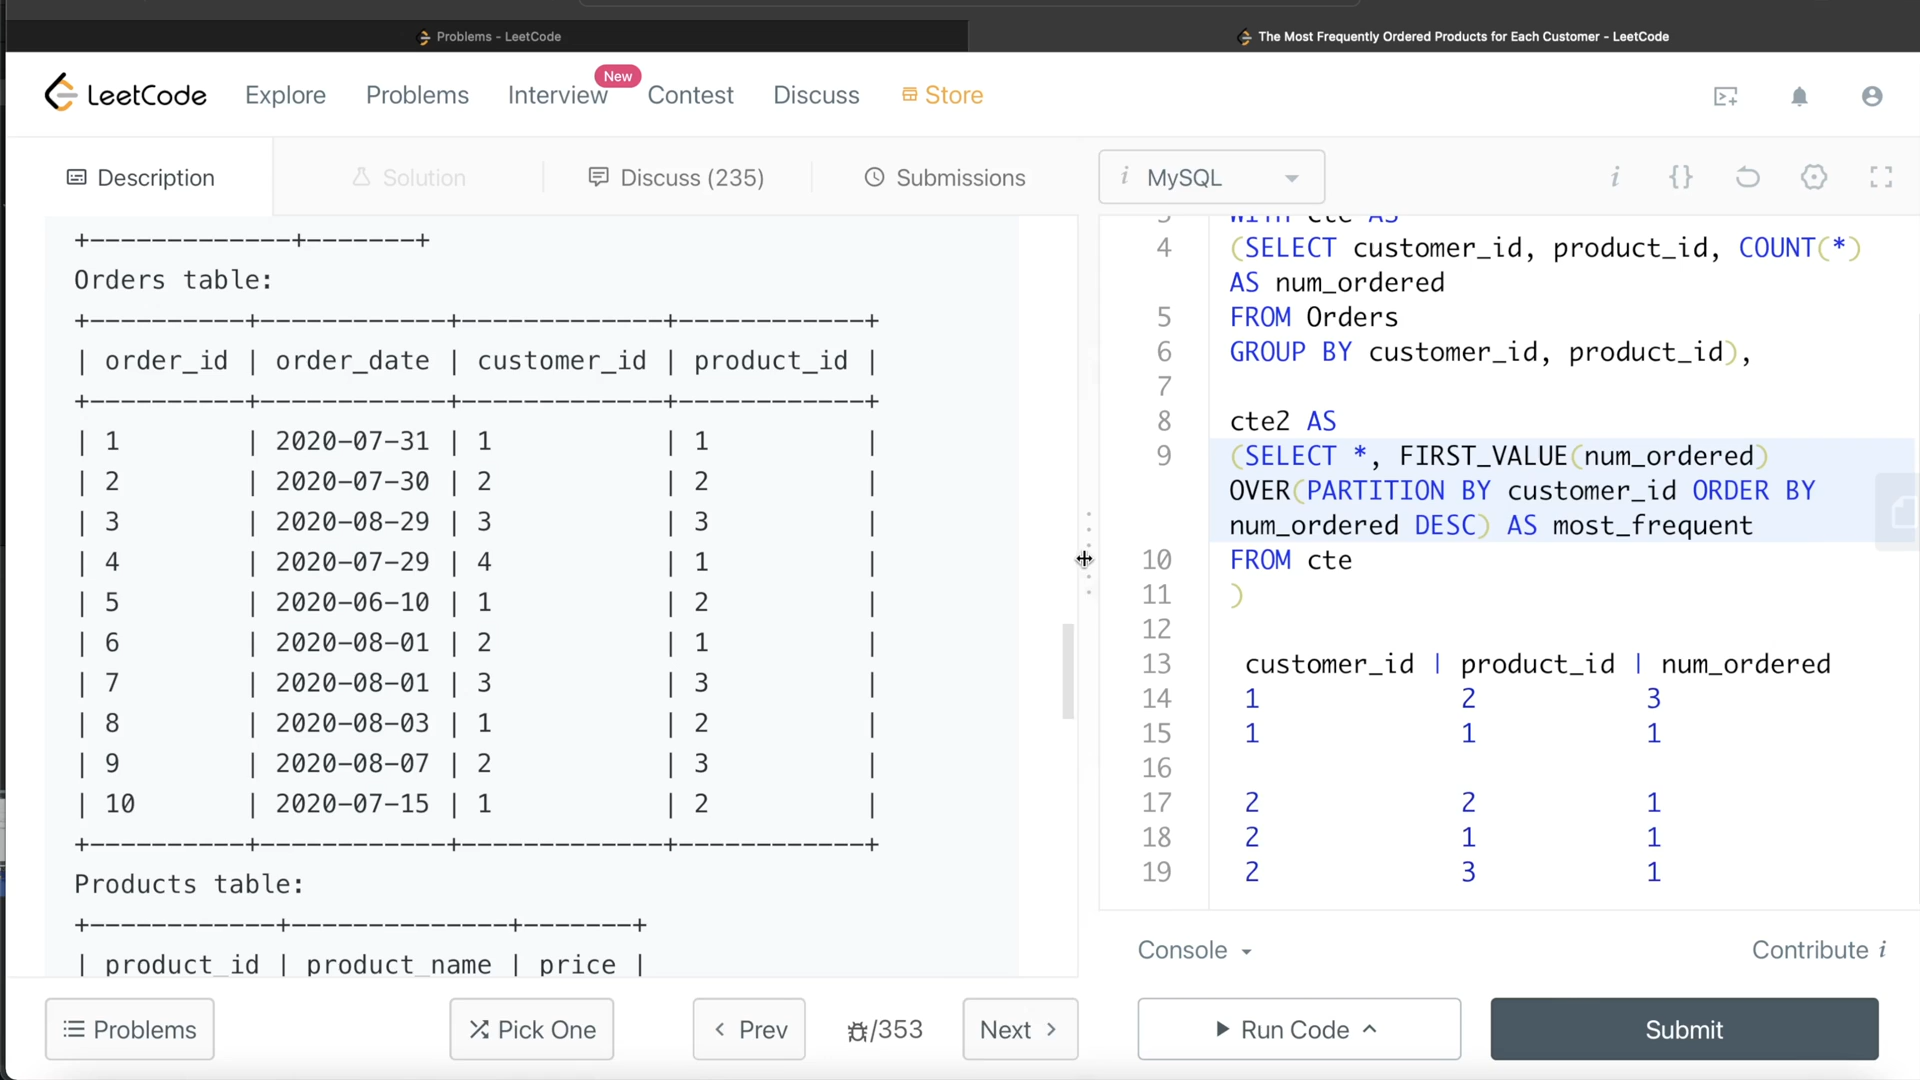 Problems - LeetCode
The Most Frequently Ordered Products for Each Customer - LeetCode
LeetCode
Explore
Problems
Interview
New
Contest
Discuss
Store
Description
Solution
Discuss (235)
Submissions
i MySQL
i {}
+-------------+-------+
Orders table:
+----------+------------+-------------+------------+
| order_id | order_date | customer_id | product_id |
+----------+------------+-------------+------------+
| 1 | 2020-07-31 | 1 | 1 |
| 2 | 2020-07-30 | 2 | 2 |
| 3 | 2020-08-29 | 3 | 3 |
| 4 | 2020-07-29 | 4 | 1 |
| 5 | 2020-06-10 | 1 | 2 |
| 6 | 2020-08-01 | 2 | 1 |
| 7 | 2020-08-01 | 3 | 3 |
| 8 | 2020-08-03 | 1 | 2 |
| 9 | 2020-08-07 | 2 | 3 |
| 10 | 2020-07-15 | 1 | 2 |
+----------+------------+-------------+------------+
Products table:
+------------+--------------+-------+
| product_id | product_name | price |
3 WITH cte AS
4 (SELECT customer_id, product_id, COUNT(*)
AS num_ordered
5 FROM Orders
6 GROUP BY customer_id, product_id),
7
8 cte2 AS
9 (SELECT *, FIRST_VALUE(num_ordered)
OVER(PARTITION BY customer_id ORDER BY
num_ordered DESC) AS most_frequent
10 FROM cte
11 )
12
13 customer_id | product_id | num_ordered
14 1 2 3
15 1 1 1
16
17 2 2 1
18 2 1 1
19 2 3 1
Console
Contribute i
Problems
Pick One
< Prev
/353
Next >
Run Code
Submit